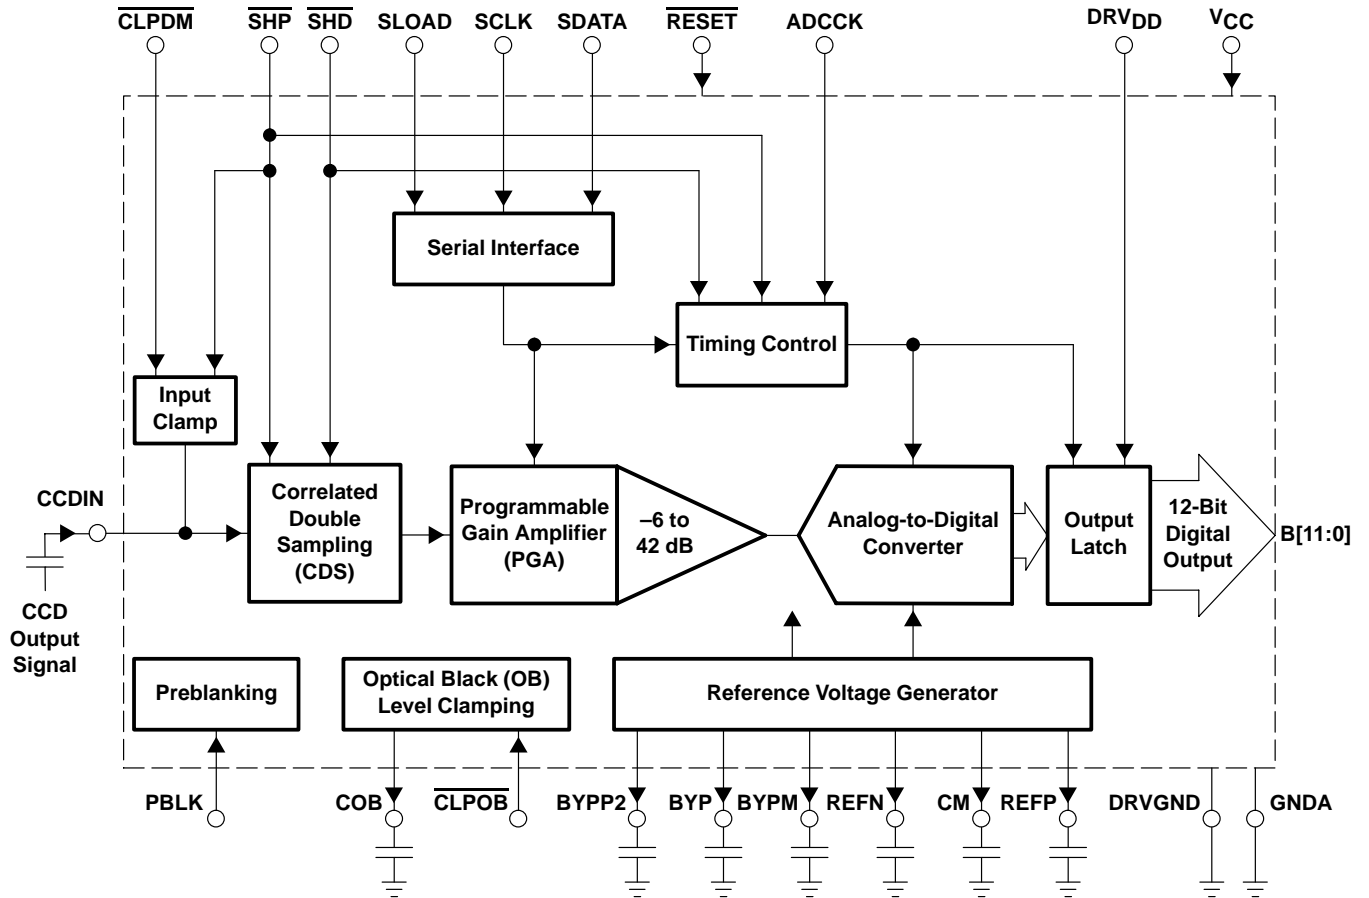 CLPDM SHP SHD SLOAD SCLK SDATA RESET ADCCK DRVDD VCC
Serial Interface
Timing Control
Input
Clamp
CCDIN
CCD
Output
Signal
Correlated
Double
Sampling
(CDS)
Programmable
Gain Amplifier
(PGA)
–6 to
42 dB
Analog-to-Digital
Converter
Output
Latch
12-Bit
Digital
Output
B[11:0]
Preblanking
Optical Black (OB)
Level Clamping
Reference Voltage Generator
PBLK COB CLPOB BYPP2 BYP BYPM REFN CM REFP DRVGND GNDA